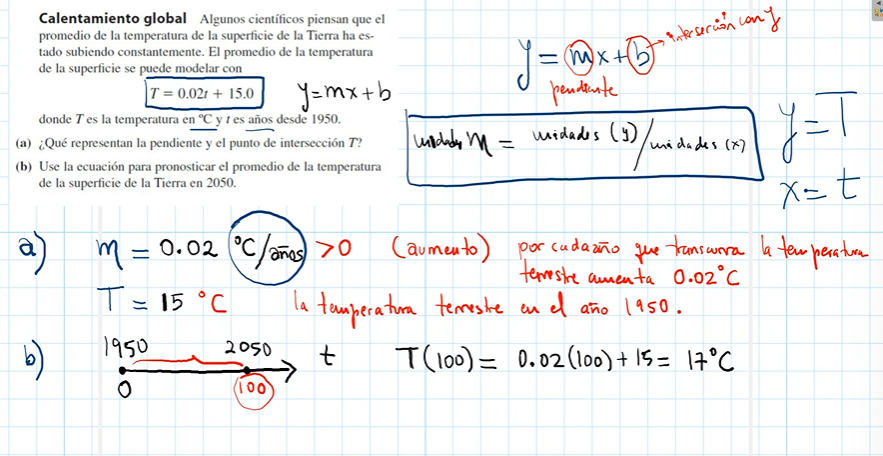 Calentamiento global Algunos científicos piensan que el
promedio de la temperatura de la superficie de la Tierra ha es-
tado subiendo constantemente. El promedio de la temperatura
de la superficie se puede modelar con
T = 0.02t + 15.0
y=mx+b
donde T es la temperatura en °C y t es años desde 1950.
(a) ¿Qué representan la pendiente y el punto de intersección T?
(b) Use la ecuación para pronosticar el promedio de la temperatura
de la superficie de la Tierra en 2050.
y = mx+b → interserción con y
pendiente
unidades m = unidades (y)/unidades (x)
y=T
x=t
a) m = 0.02 °C/años >0 (aumento) por cada año que transcurra la temperatura
terrestre aumenta 0.02°C
T = 15 °C la temperatura terrestre en el año 1950.
b) 1950 2050 t T(100) = 0.02(100)+15= 17°C
0 100